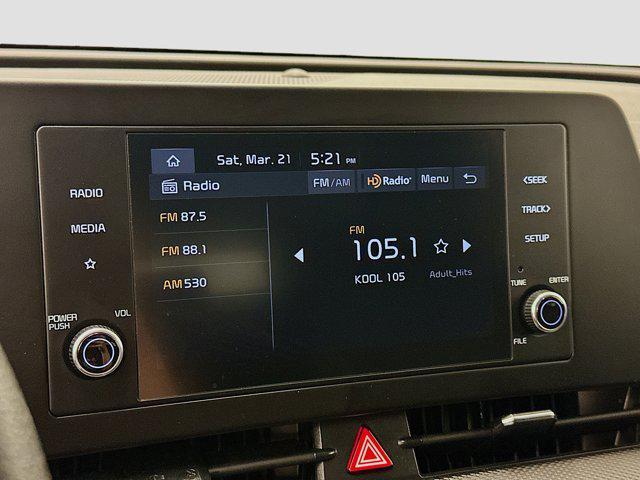 Sat, Mar. 21 5:21 PM
Radio FM/AM HD Radio Menu
FM 87.5
FM 88.1
AM 530
FM
105.1
KOOL 105 Adult_Hits
RADIO
MEDIA
POWER
PUSH
VOL
<SEEK
TRACK>
SETUP
TUNE
ENTER
FILE